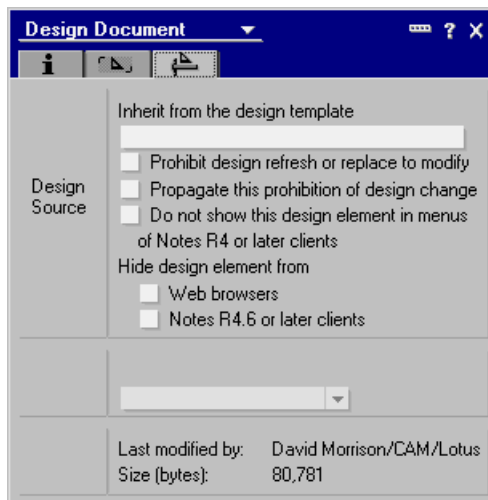 Design Document
? X
i
Inherit from the design template
Prohibit design refresh or replace to modify
Design Source
Propagate this prohibition of design change
Do not show this design element in menus
of Notes R4 or later clients
Hide design element from
Web browsers
Notes R4.6 or later clients
Last modified by: David Morrison/CAM/Lotus
Size (bytes): 80,781